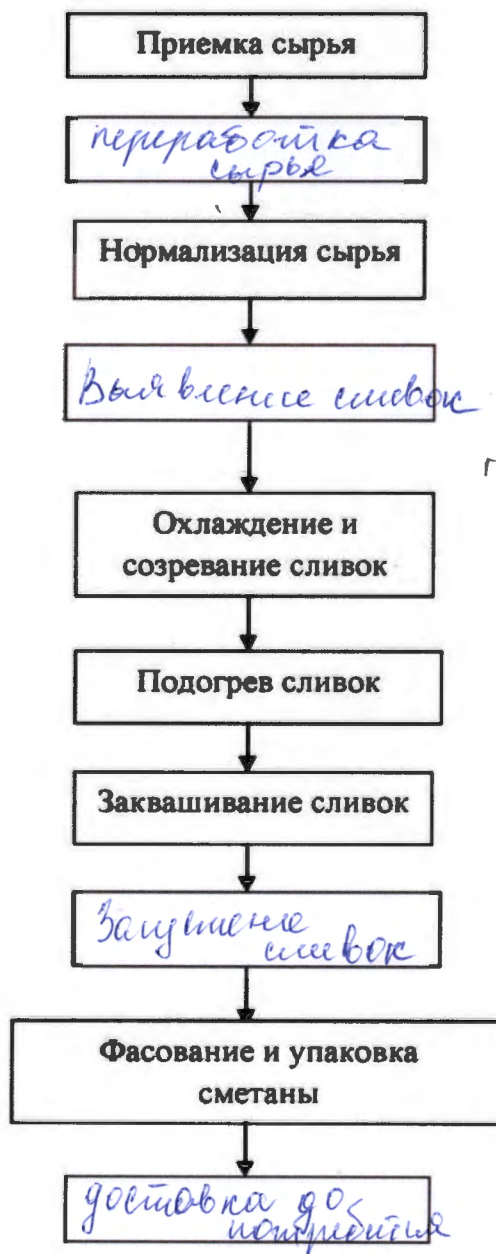 Приемка сырья
переработка
сырья
Нормализация сырья
Выявление сливок
Охлаждение и
созревание сливок
Подогрев сливок
Заквашивание сливок
сливок
Фасование и упаковка
сметаны
доставка до
потребителя